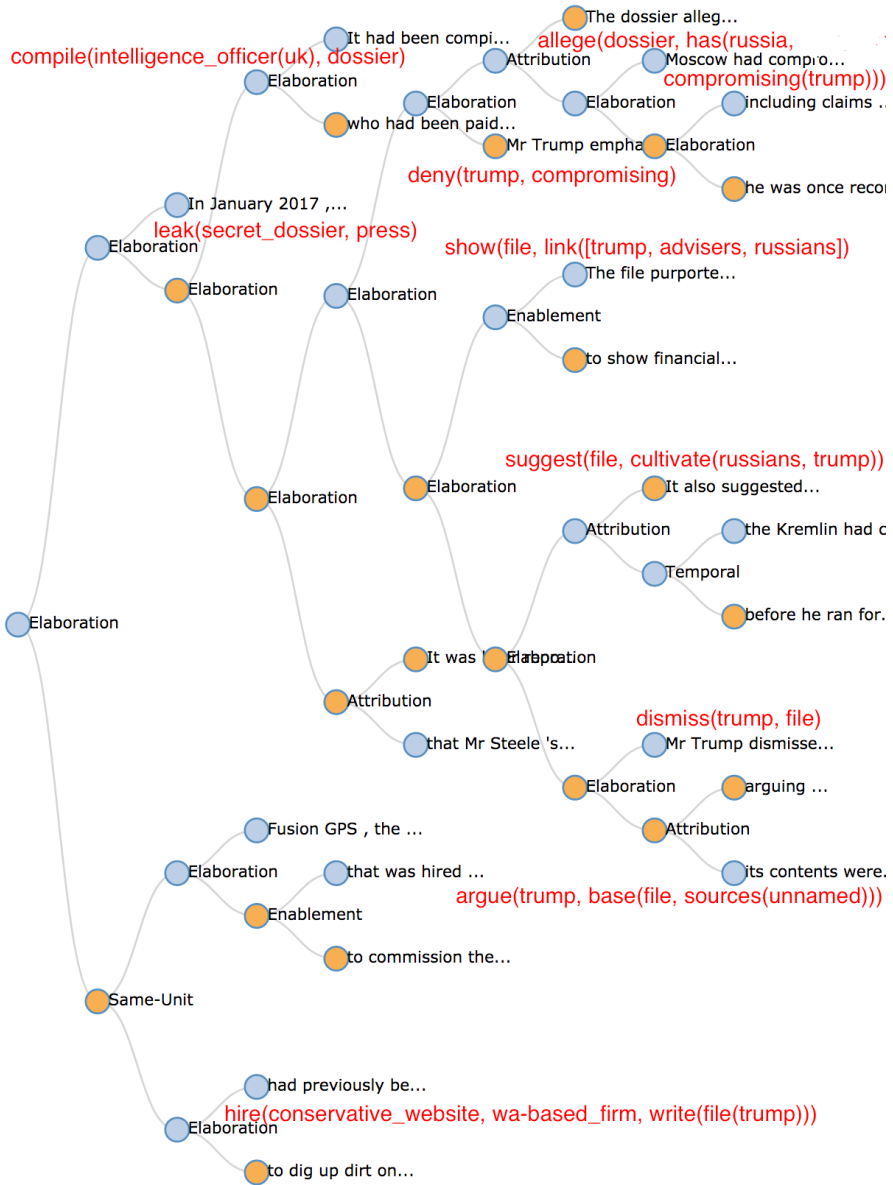 The dossier alleg...
It had been compi...
allege(dossier, has(russia,
compile(intelligence_officer(uk), dossier)
Attribution
Moscow had compro...
Elaboration
compromising(trump)))
Elaboration
Elaboration
including claims ...
who had been paid...
Mr Trump empha
Elaboration
deny(trump, compromising)
he was once recor
In January 2017 ,...
leak(secret_dossier, press)
Elaboration
show(file, link([trump, advisers, russians])
The file purporte...
Elaboration
Elaboration
Enablement
to show financial...
suggest(file, cultivate(russians, trump))
Elaboration
It also suggested...
Elaboration
Attribution
the Kremlin had c
Temporal
before he ran for.
Elaboration
It was
Elaboration
Attribution
dismiss(trump, file)
that Mr Steele 's...
Mr Trump dismisse...
Elaboration
arguing ...
Attribution
Fusion GPS , the ...
Elaboration
that was hired ...
its contents were.
argue(trump, base(file, sources(unnamed)))
Enablement
to commission the...
Same-Unit
had previously be...
hire(conservative_website, wa-based_firm, write(file(trump)))
Elaboration
to dig up dirt on...